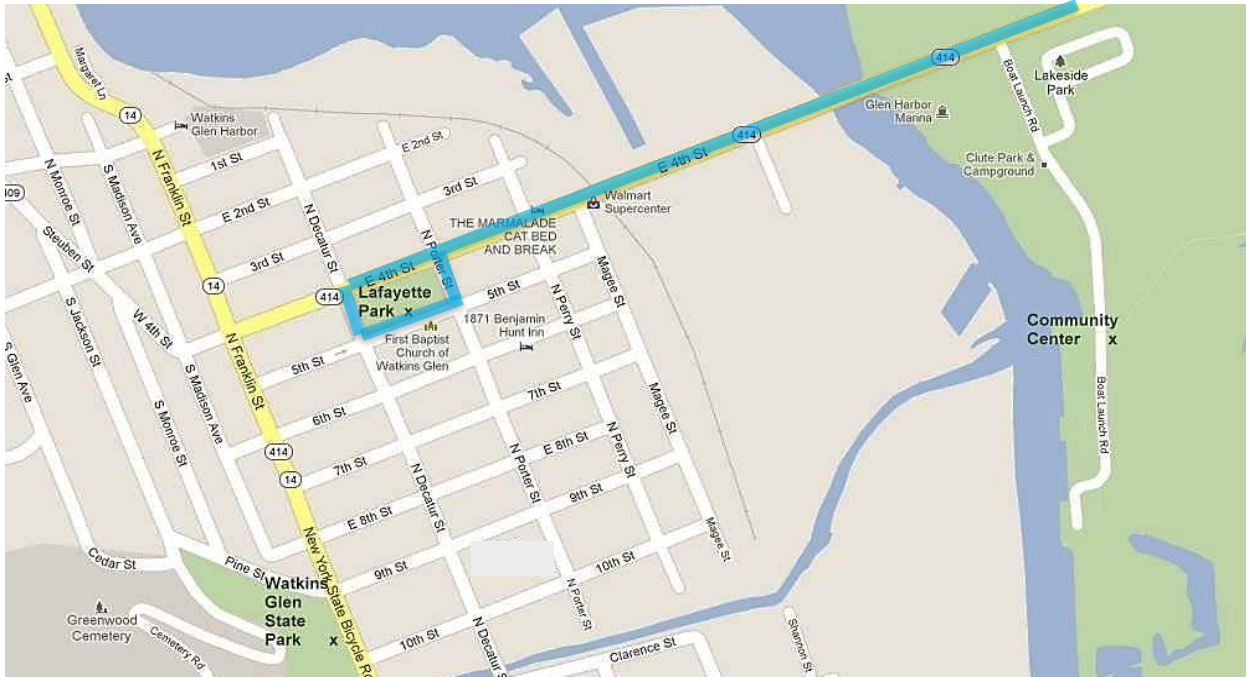 Margaret Ln
14
Watkins
Glen Harbor
1st St
E 2nd St
E 2nd St
3rd St
3rd St
N Franklin St
N Monroe St
S Madison Ave
409
Steuben St
N Decatur St
N Porter St
414
414
E 4th St
Walmart
Supercenter
THE MARMALADE
CAT BED
AND BREAK
Boat Launch Rd
Lakeside
Park
Glen Harbor
Marina
Clute Park &
Campground
14
414
E 4th St
Lafayette
Park x
5th St
Magee St
N Perry St
1871 Benjamin
Hunt Inn
First Baptist
Church of
Watkins Glen
Community
Center x
W 4th St
S Jackson St
S Glen Ave
S Monroe St
S Madison Ave
N Franklin St
5th St
6th St
7th St
7th St
Magee St
Boat Launch Rd
414
14
E 8th St
E 8th St
N Decatur St
N Porter St
N Perry St
9th St
9th St
Magee St
10th St
10th St
N Porter St
New York State Bicycle Ro
Cedar St
Pine St
Watkins
Glen
State
Park x
Greenwood
Cemetery
Cemetery Rd
N Decatur St
Clarence St
Shannon St